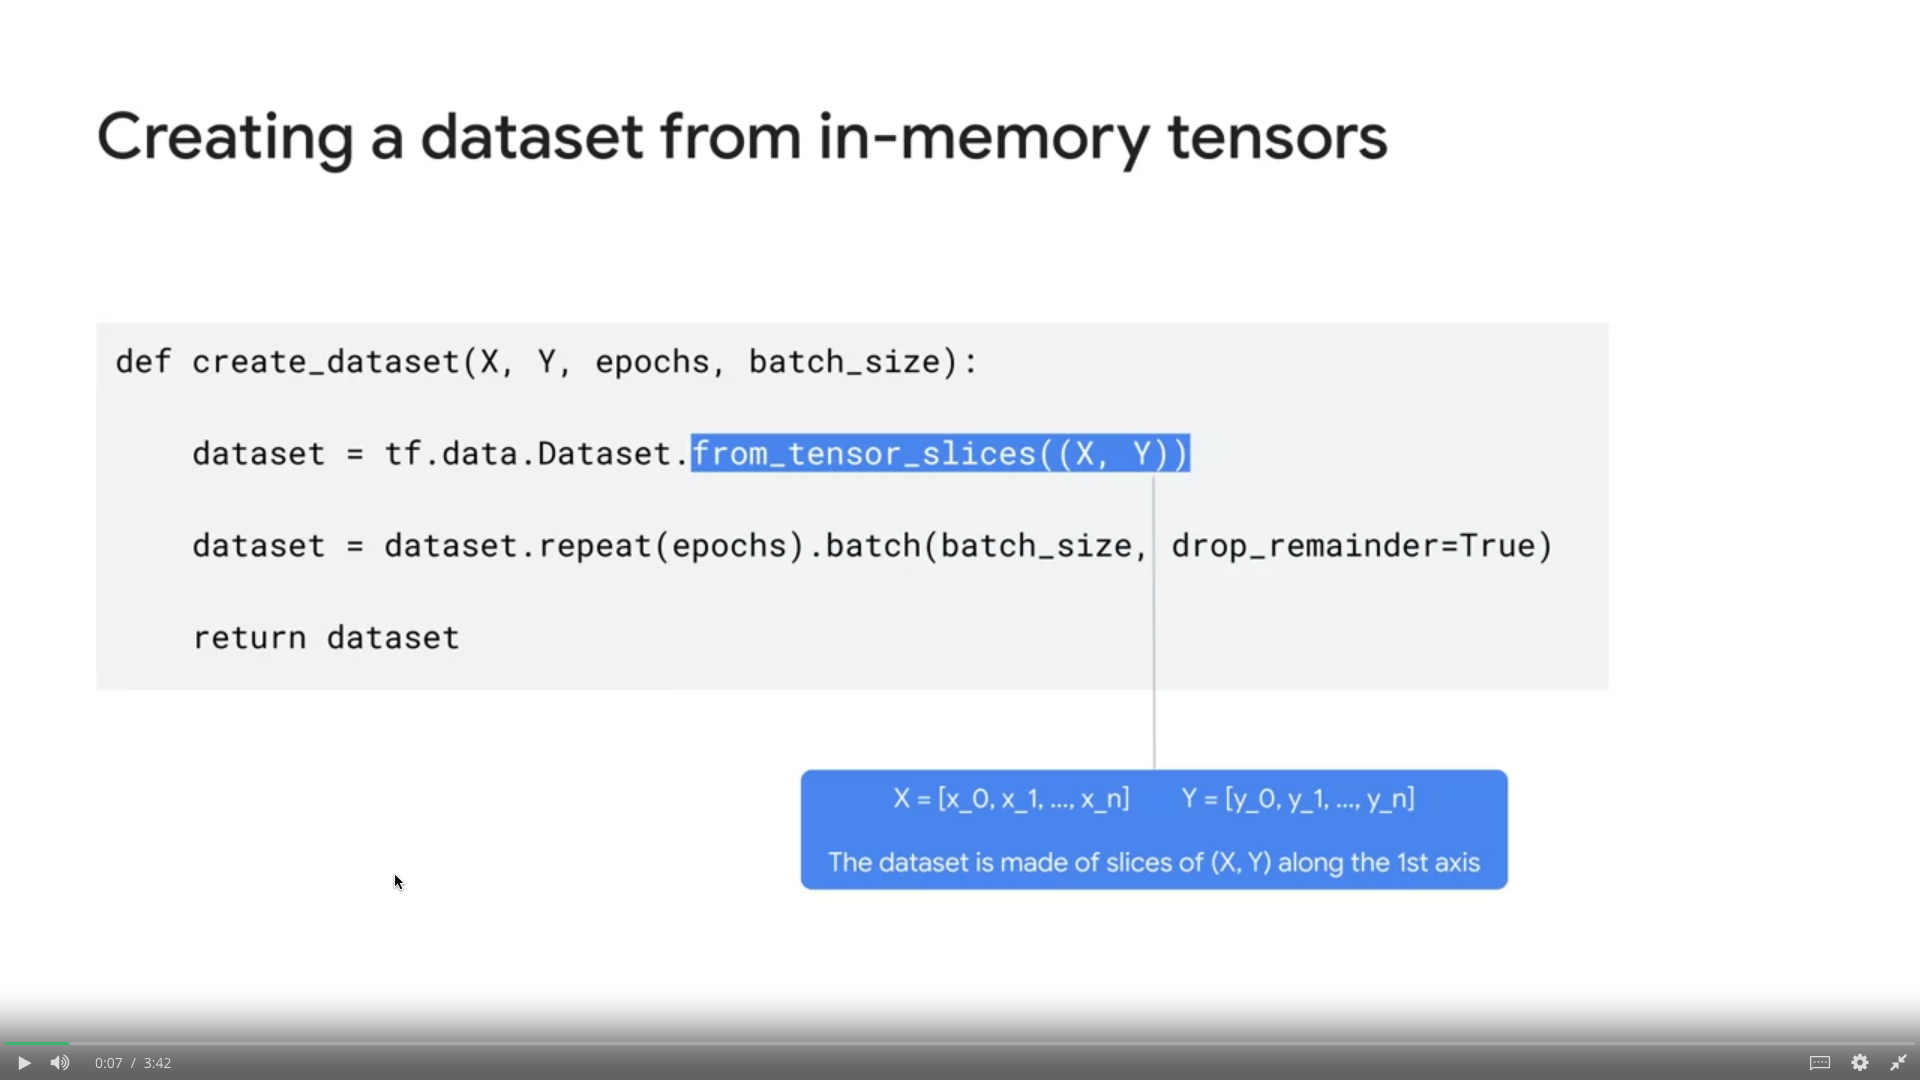 Creating a dataset from in-memory tensors
def create_dataset(X, Y, epochs, batch_size):
dataset = tf.data.Dataset.from_tensor_slices((X, Y))
dataset = dataset.repeat(epochs).batch(batch_size, drop_remainder=True)
return dataset
X = [x_0, x_1, ..., x_n] Y = [y_0, y_1, ..., y_n]
The dataset is made of slices of (X, Y) along the 1st axis
0:07 / 3:42